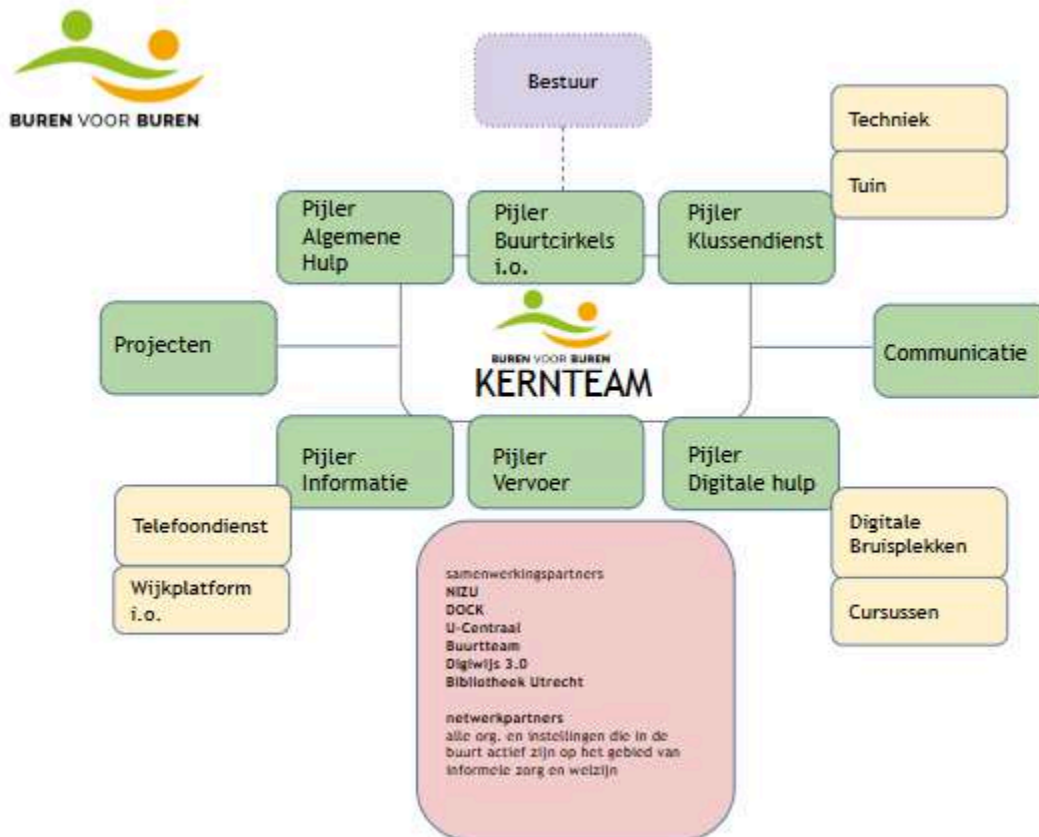 BUREN VOOR BUREN
Bestuur
Techniek
Tuin
Pijler
Algemene
Hulp
Pijler
Buurtcirkels
i.o.
Pijler
Klussendienst
Projecten
BUREN VOOR BUREN
KERNTEAM
Communicatie
Pijler
Informatie
Pijler
Vervoer
Pijler
Digitale hulp
Telefoondienst
Wijkplatform
i.o.
Digitale
Bruisplekken
Cursussen
samenwerkingspartners
NIZU
DOCK
U-Centraal
Buurtteam
Digiwijs 3.0
Bibliotheek Utrecht
netwerkpartners
alle org. en instellingen die in de
buurt actief zijn op het gebied van
informele zorg en welzijn